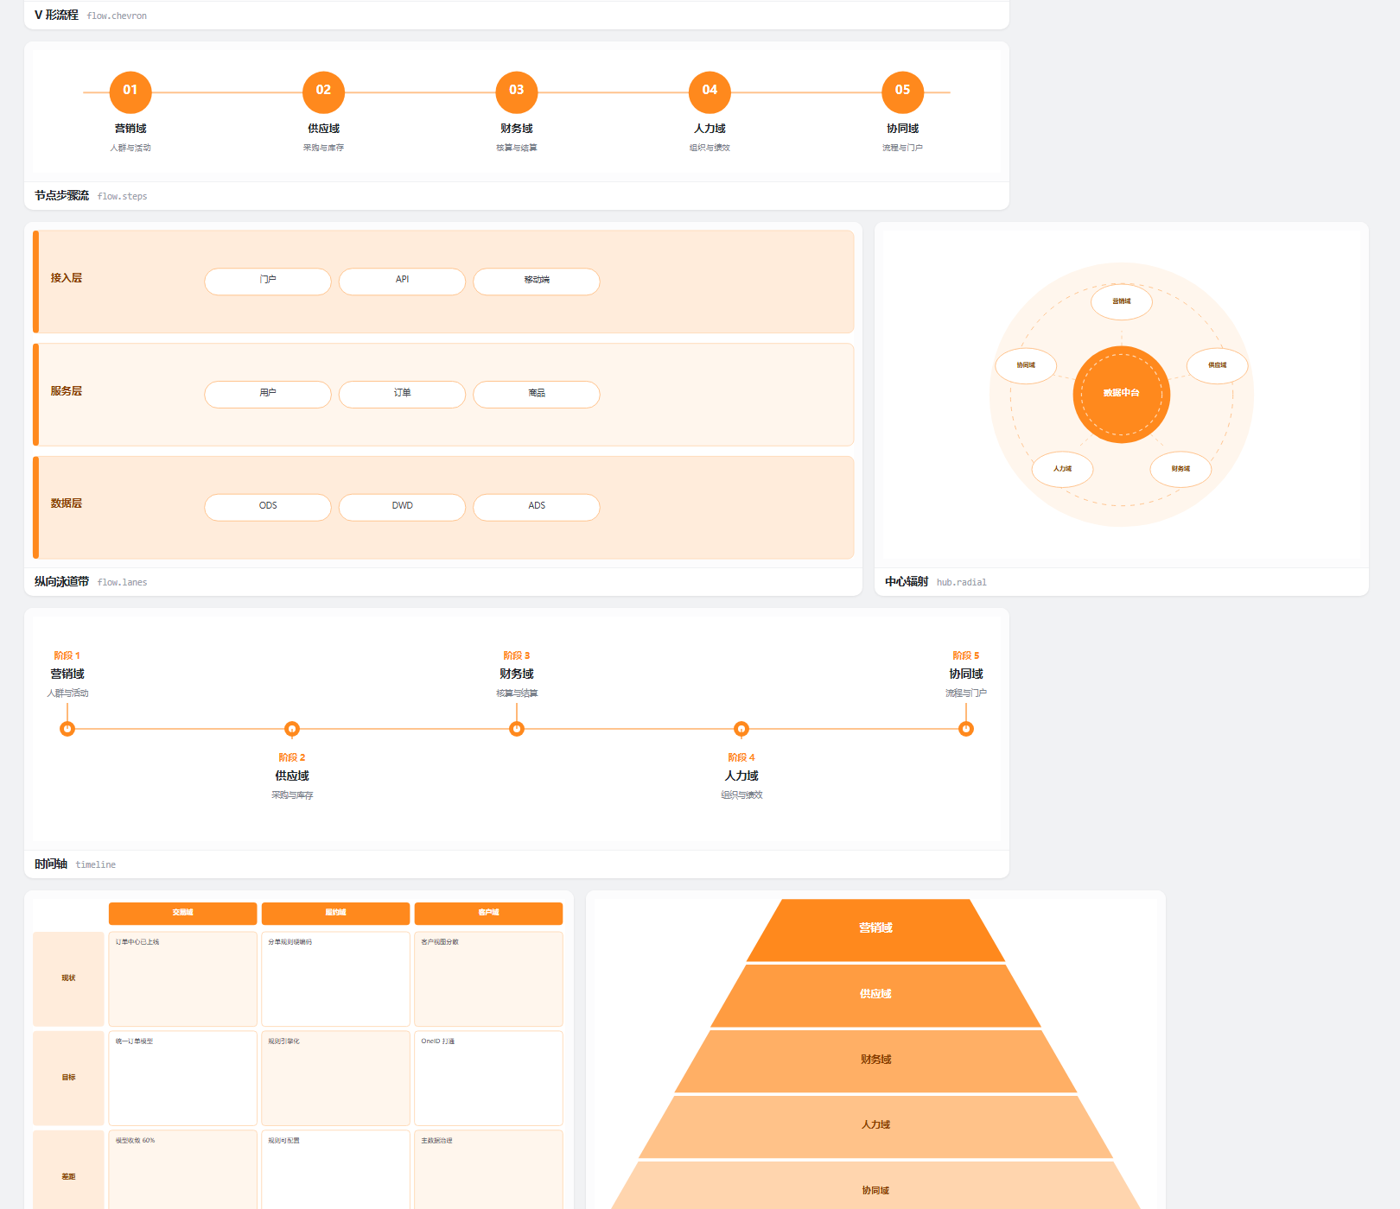 V 形流程 flow.chevron
01 02 03 04 05
营销域 供应域 财务域 人力域 协同域
人群与活动 采购与库存 核算与结算 组织与绩效 流程与门户
节点步骤流 flow.steps
接入层 门户 API 移动端
服务层 用户 订单 商品
数据层 ODS DWD ADS
纵向泳道带 flow.lanes
营销域
协同域 供应域
数据中台
人力域 财务域
中心辐射 hub.radial
阶段 1 阶段 3 阶段 5
营销域 财务域 协同域
人群与活动 核算与结算 流程与门户
阶段 2 阶段 4
供应域 人力域
采购与库存 组织与绩效
时间轴 timeline
交易域 履约域 客户域
现状 订单中心已上线 分单规则硬编码 客户视图分散
目标 统一订单模型 规则引擎化 OneID 打通
差距 模型收敛 60% 规则可配置 主数据治理
营销域
供应域
财务域
人力域
协同域